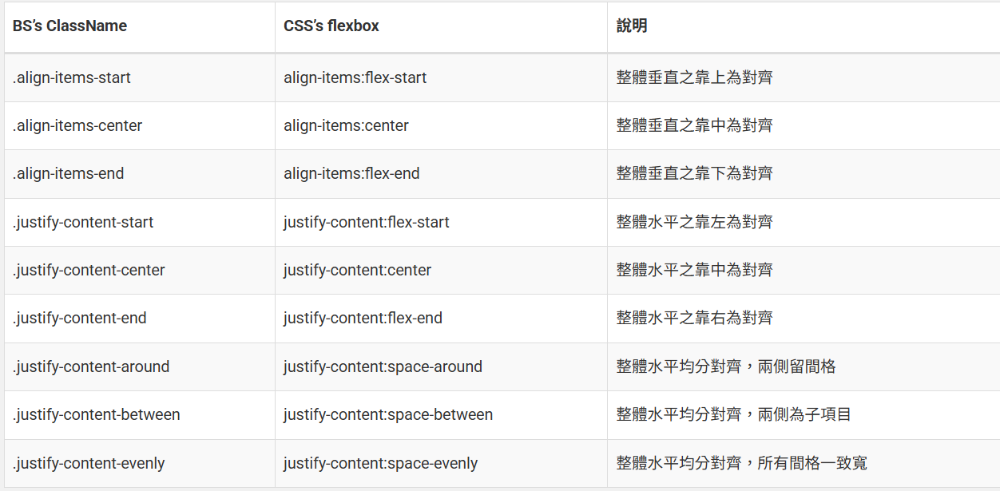 BS’s ClassName CSS’s flexbox 說明
.align-items-start align-items:flex-start 整體垂直之靠上為對齊
.align-items-center align-items:center 整體垂直之靠中為對齊
.align-items-end align-items:flex-end 整體垂直之靠下為對齊
.justify-content-start justify-content:flex-start 整體水平之靠左為對齊
.justify-content-center justify-content:center 整體水平之靠中為對齊
.justify-content-end justify-content:flex-end 整體水平之靠右為對齊
.justify-content-around justify-content:space-around 整體水平均分對齊，兩側留間格
.justify-content-between justify-content:space-between 整體水平均分對齊，兩側為子項目
.justify-content-evenly justify-content:space-evenly 整體水平均分對齊，所有間格一致寬